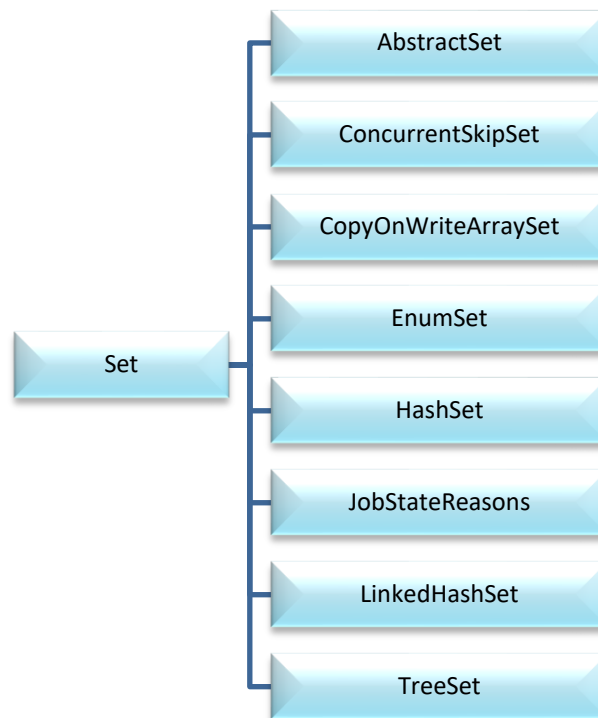 AbstractSet
ConcurrentSkipSet
CopyOnWriteArraySet
EnumSet
Set
HashSet
JobStateReasons
LinkedHashSet
TreeSet